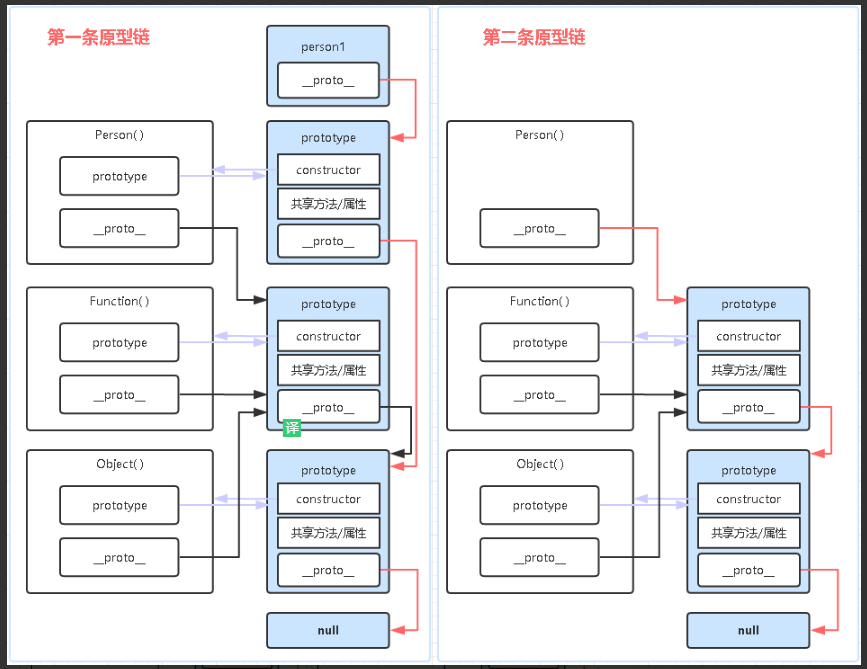 第一条原型链
person1
__proto__
Person()
prototype
__proto__
prototype
constructor
共享方法/属性
__proto__
Function()
prototype
__proto__
prototype
constructor
共享方法/属性
__proto__
译
Object()
prototype
__proto__
prototype
constructor
共享方法/属性
__proto__
null
第二条原型链
Person()
__proto__
Function()
prototype
__proto__
prototype
constructor
共享方法/属性
__proto__
Object()
prototype
__proto__
prototype
constructor
共享方法/属性
__proto__
null